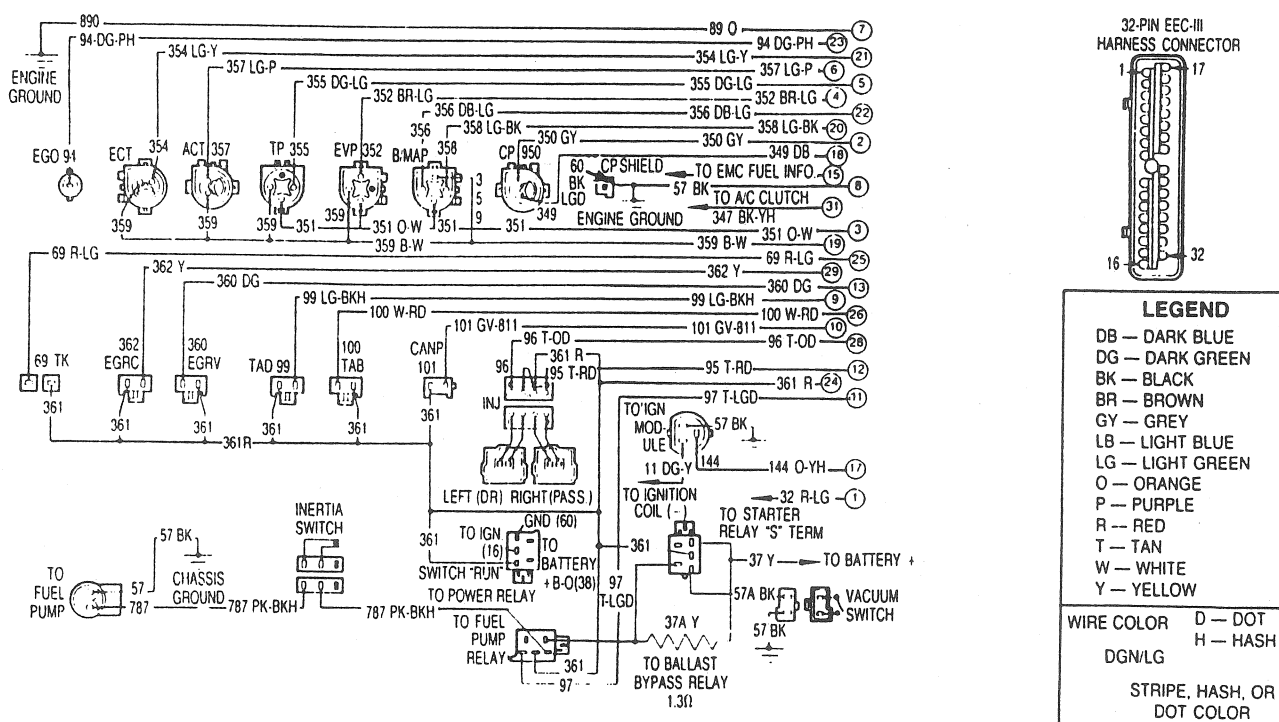 890
89 O
7
94-DG-PH
94 DG-PH
23
354 LG-Y
354 LG-Y
21
357 LG-P
357 LG-P
6
355 DG-LG
355 DG-LG
5
352 BR-LG
352 BR-LG
4
356 DB-LG
356 DB-LG
22
358 LG-BK
358 LG-BK
20
350 GY
350 GY
2
349 DB
18
ENGINE
GROUND
EGO 94
ECT
354
ACT
357
TP
355
EVP
352
356
B/MAP
358
CP
950
60
BK
LGD
CP SHIELD
TO EMC FUEL INFO.
15
57 BK
8
TO A/C CLUTCH
31
347 BK-YH
ENGINE GROUND
349
3
5
9
359
359
359
351
359
351 O-W
351
351
351 O-W
3
359 B-W
359 B-W
19
69 R-LG
69 R-LG
25
362 Y
362 Y
29
360 DG
360 DG
13
99 LG-BKH
99 LG-BKH
9
100 W-RD
100 W-RD
26
101 GV-811
101 GV-811
10
96 T-OD
96 T-OD
28
361 R
95 T-RD
95 T-RD
12
361 R
24
97 T-LGD
11
69 TK
362
EGRC
360
EGRV
TAD 99
100
TAB
CANP
101
96
INJ
361
361
361
361
361
361
361R
TO IGN
MOD-
ULE
57 BK
144
144 O-YH
17
11 DG-Y
TO IGNITION
COIL (-)
32 R-LG
1
TO STARTER
RELAY "S" TERM
LEFT (DR)
RIGHT (PASS.)
GND (60)
TO IGN.
(16)
SWITCH "RUN"
361
TO
BATTERY
+ B-O(38)
TO POWER RELAY
361
37 Y
TO BATTERY +
97
T-LGD
57A BK
VACUUM
SWITCH
57 BK
37A Y
TO BALLAST
BYPASS RELAY
1.3Ω
INERTIA
SWITCH
57 BK
CHASSIS
GROUND
TO
FUEL
PUMP
57
787
787 PK-BKH
787 PK-BKH
TO FUEL
PUMP
RELAY
361
97
32-PIN EEC-III
HARNESS CONNECTOR
1
17
16
32
LEGEND
DB — DARK BLUE
DG — DARK GREEN
BK — BLACK
BR — BROWN
GY — GREY
LB — LIGHT BLUE
LG — LIGHT GREEN
O — ORANGE
P — PURPLE
R — RED
T — TAN
W — WHITE
Y — YELLOW
WIRE COLOR
D — DOT
H — HASH
DGN/LG
STRIPE, HASH, OR
DOT COLOR